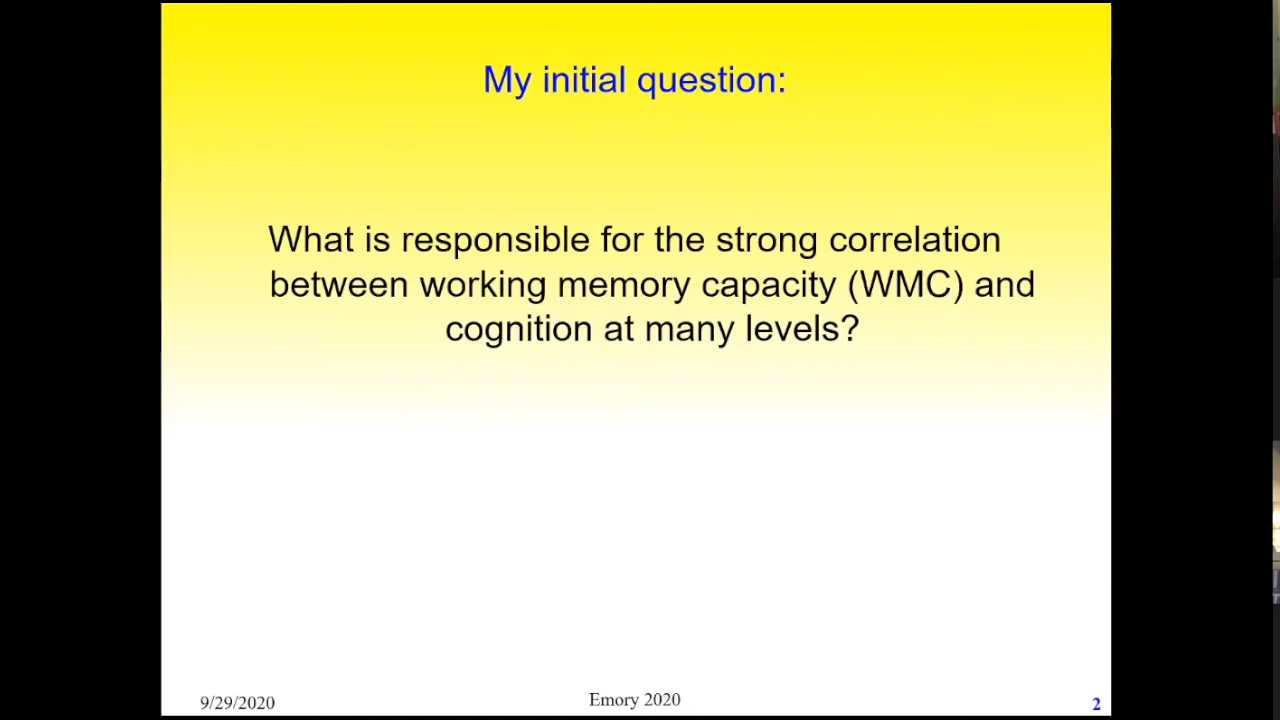 My initial question:
What is responsible for the strong correlation
between working memory capacity (WMC) and
cognition at many levels?
9/29/2020
Emory 2020
2